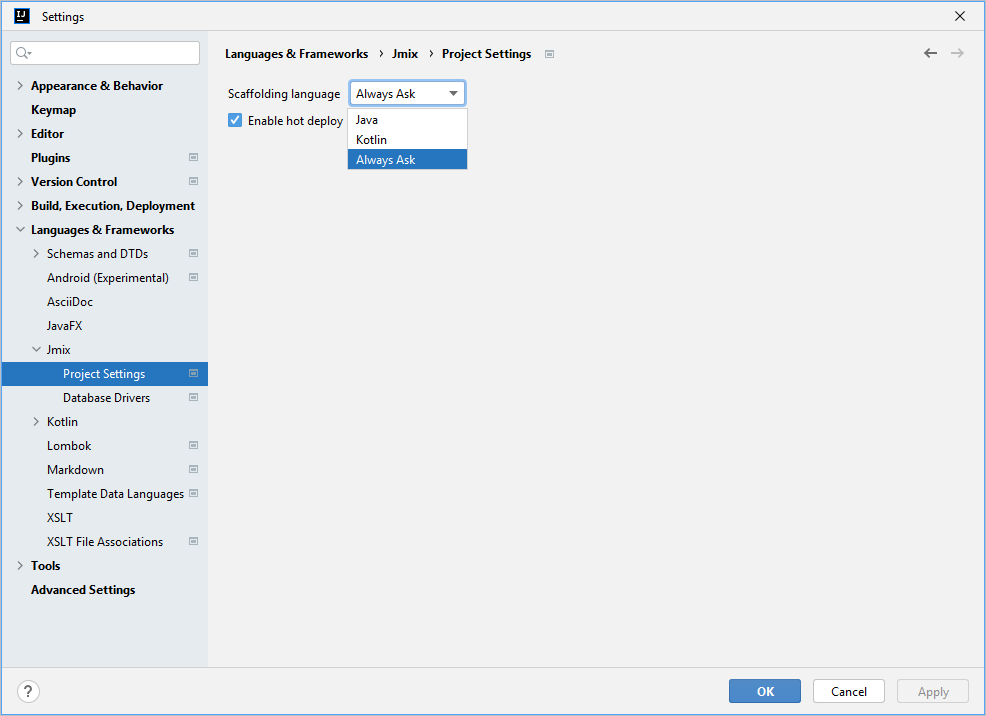 Settings
Languages & Frameworks › Jmix › Project Settings
Appearance & Behavior
Keymap
Editor
Plugins
Version Control
Build, Execution, Deployment
Languages & Frameworks
Schemas and DTDs
Android (Experimental)
AsciiDoc
JavaFX
Jmix
Project Settings
Database Drivers
Kotlin
Lombok
Markdown
Template Data Languages
XSLT
XSLT File Associations
Tools
Advanced Settings
Scaffolding language Always Ask
Enable hot deploy
Java
Kotlin
Always Ask
?
OK
Cancel
Apply